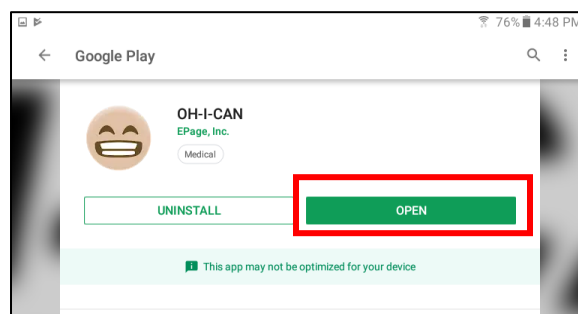 76% 4:48 PM
Google Play
OH-I-CAN
EPage, Inc.
Medical
UNINSTALL
OPEN
This app may not be optimized for your device